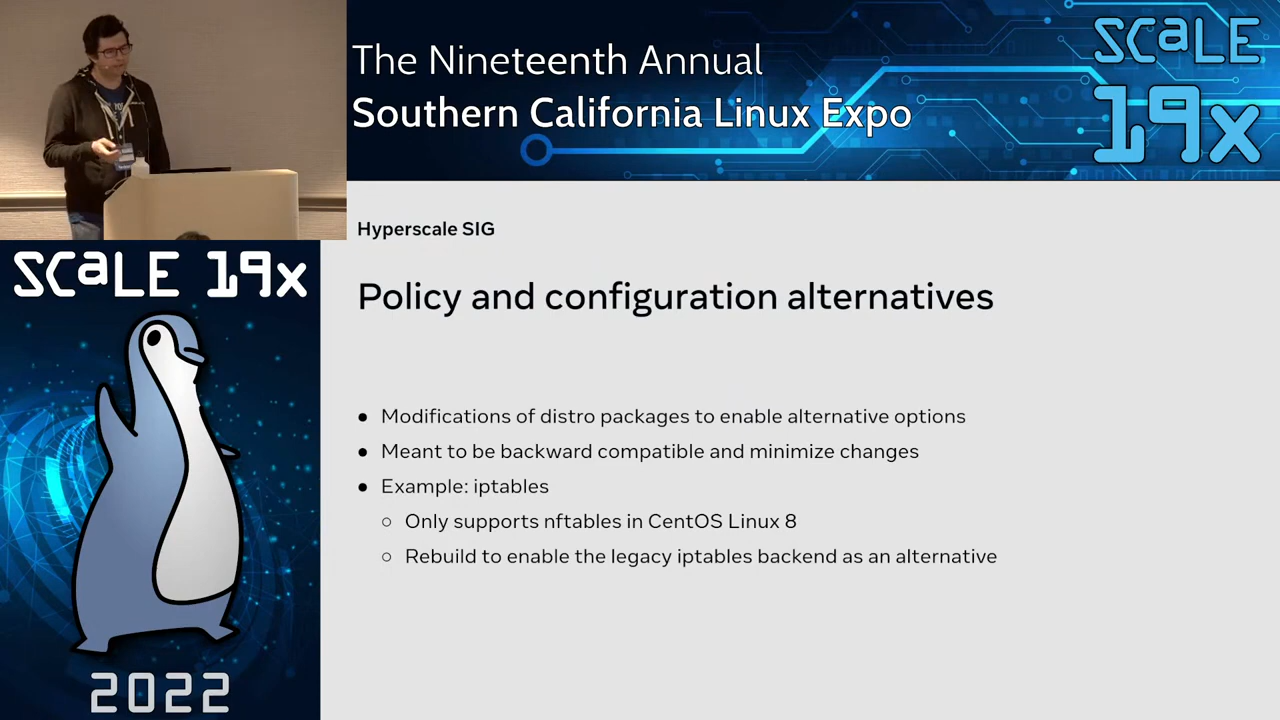 The Nineteenth Annual
Southern California Linux Expo
SCaLE
19x
Hyperscale SIG
SCaLE 19x
Policy and configuration alternatives
● Modifications of distro packages to enable alternative options
● Meant to be backward compatible and minimize changes
● Example: iptables
○ Only supports nftables in CentOS Linux 8
○ Rebuild to enable the legacy iptables backend as an alternative
2022